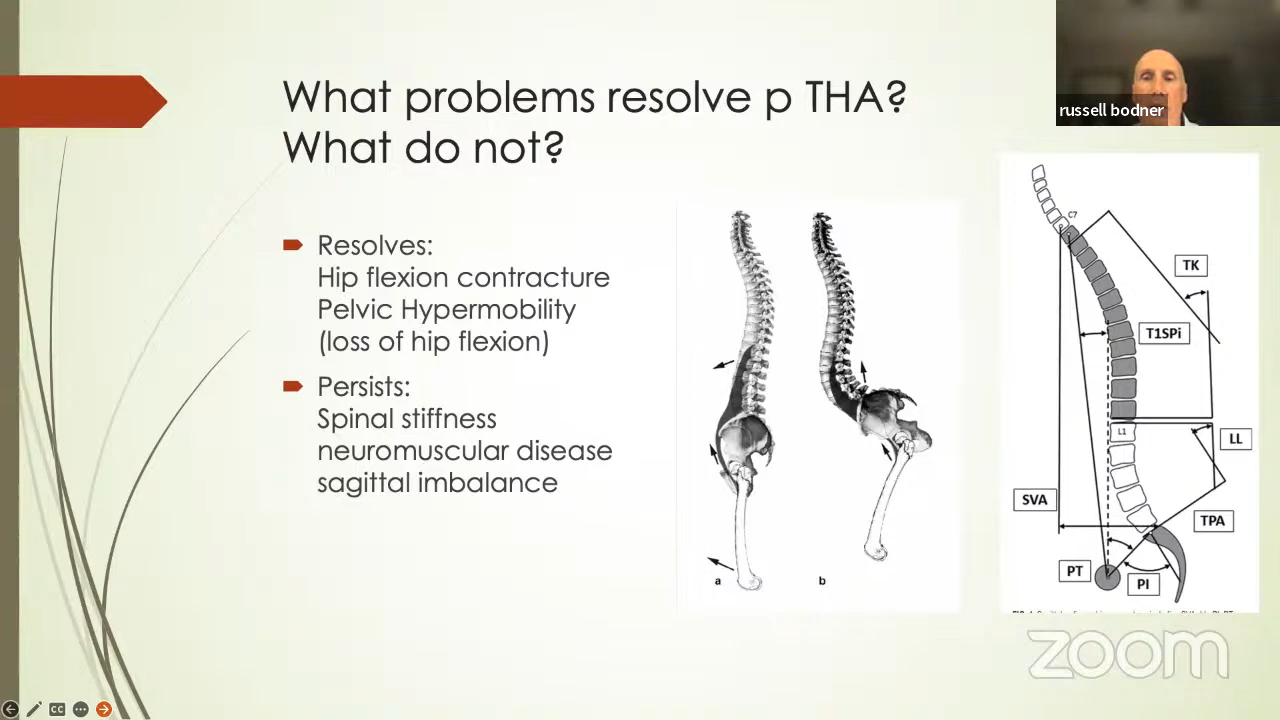 What problems resolve p THA?
What do not?
russell bodner
Resolves:
Hip flexion contracture
Pelvic Hypermobility
(loss of hip flexion)
Persists:
Spinal stiffness
neuromuscular disease
sagittal imbalance
a
b
C7
TK
T1SPi
L1
LL
SVA
TPA
PT
PI
zoom
CC